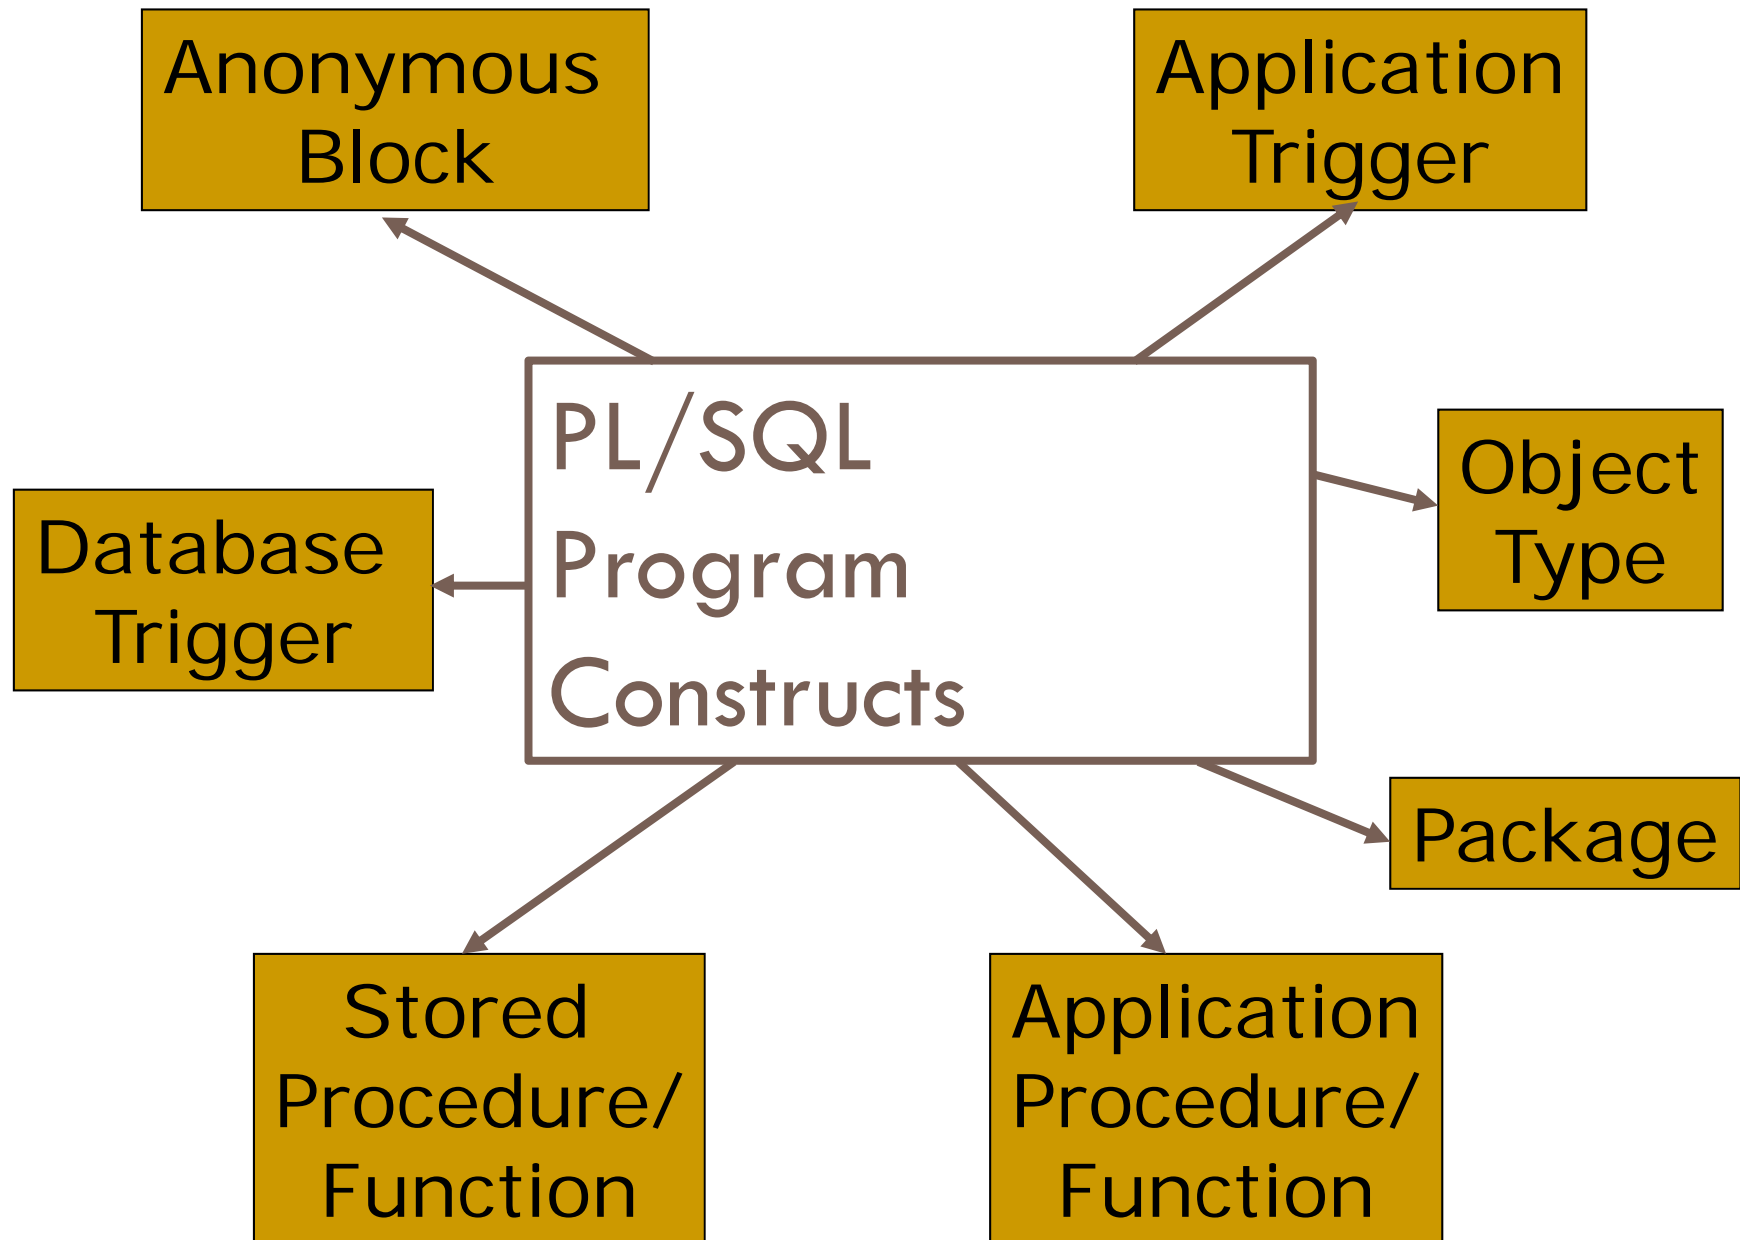 Anonymous
Block
Application
Trigger
PL/SQL
Program
Constructs
Object
Type
Database
Trigger
Package
Stored
Procedure/
Function
Application
Procedure/
Function